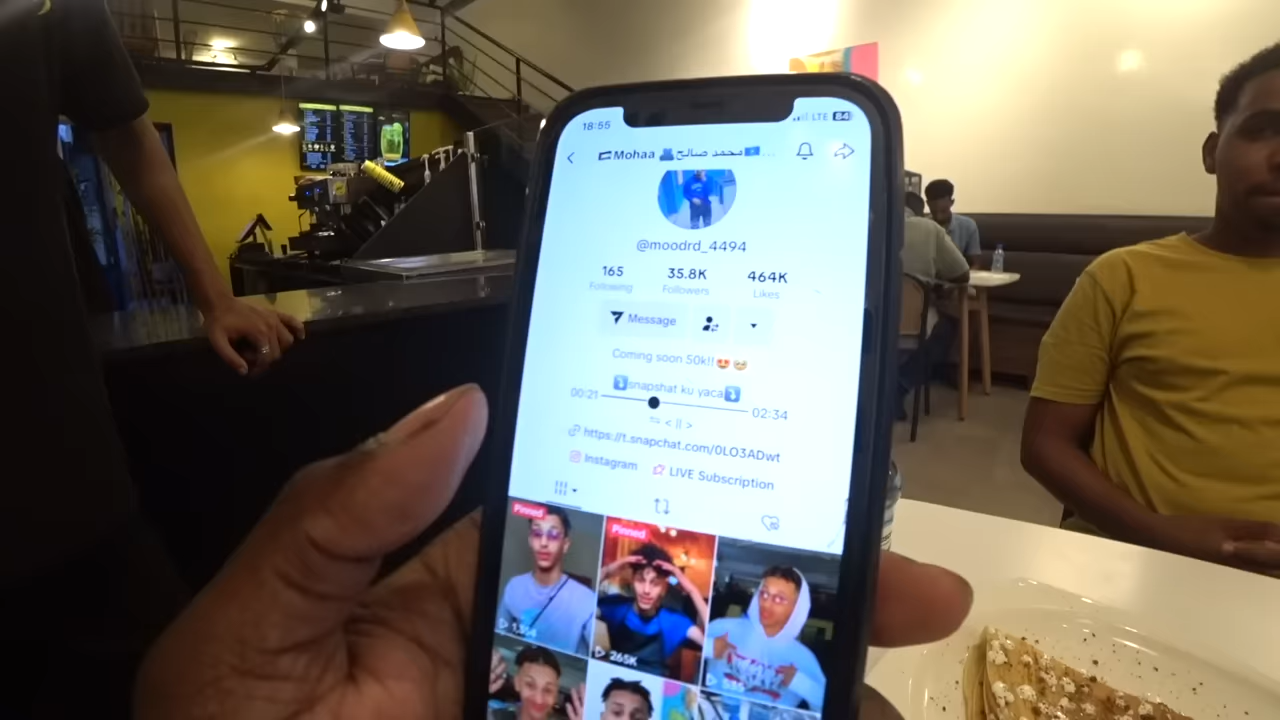 18:55
LTE 84
Mohaa محمد صالح...
@moodrd_4494
165
35.8K
464K
Following
Followers
Likes
Message
Coming soon 50k!!🤩🥹
⤵️snapshat ku yaca⤵️
00:21
02:34
⇆ < || >
https://t.snapchat.com/0LO3ADwt
Instagram
LIVE Subscription
Pinned
Pinned
265K